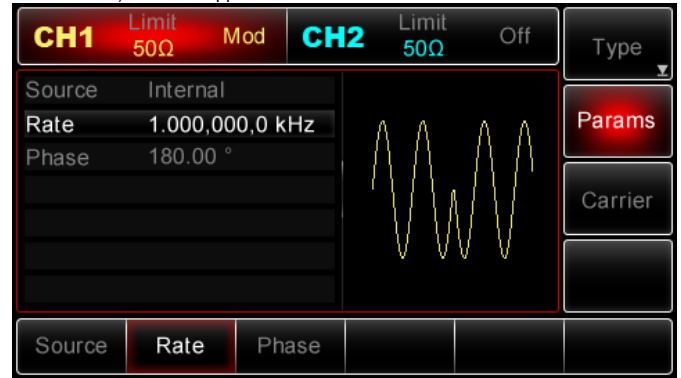 CH1 Limit 50Ω Mod
CH2 Limit 50Ω Off
Type
Source Internal
Rate 1.000,000,0 kHz
Phase 180.00 °
Params
Carrier
Source Rate Phase